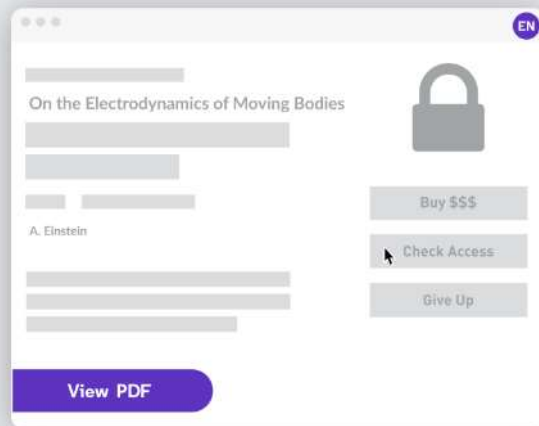 EN
On the Electrodynamics of Moving Bodies
A. Einstein
Buy $$$
Check Access
Give Up
View PDF